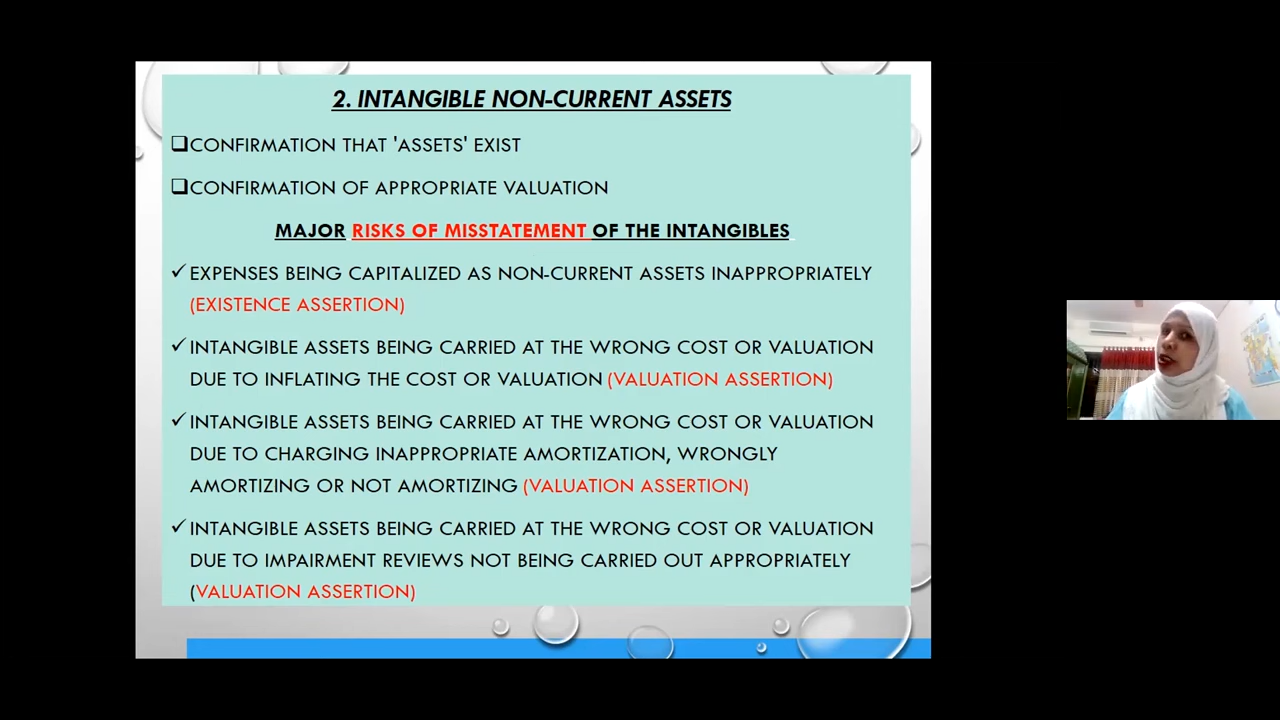 2. INTANGIBLE NON-CURRENT ASSETS
❑CONFIRMATION THAT 'ASSETS' EXIST
❑CONFIRMATION OF APPROPRIATE VALUATION
MAJOR RISKS OF MISSTATEMENT OF THE INTANGIBLES
✓EXPENSES BEING CAPITALIZED AS NON-CURRENT ASSETS INAPPROPRIATELY
(EXISTENCE ASSERTION)
✓INTANGIBLE ASSETS BEING CARRIED AT THE WRONG COST OR VALUATION
DUE TO INFLATING THE COST OR VALUATION (VALUATION ASSERTION)
✓INTANGIBLE ASSETS BEING CARRIED AT THE WRONG COST OR VALUATION
DUE TO CHARGING INAPPROPRIATE AMORTIZATION, WRONGLY
AMORTIZING OR NOT AMORTIZING (VALUATION ASSERTION)
✓INTANGIBLE ASSETS BEING CARRIED AT THE WRONG COST OR VALUATION
DUE TO IMPAIRMENT REVIEWS NOT BEING CARRIED OUT APPROPRIATELY
(VALUATION ASSERTION)